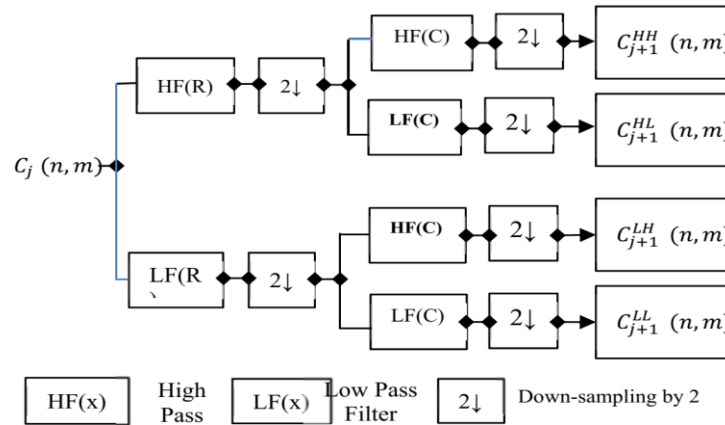 HF(C)
2↓
C_{j+1}^{HH} (n, m)
HF(R)
2↓
LF(C)
2↓
C_{j+1}^{HL} (n, m)
C_j (n, m)
HF(C)
2↓
C_{j+1}^{LH} (n, m)
LF(R
)
2↓
LF(C)
2↓
C_{j+1}^{LL} (n, m)
HF(x)
High
Pass
LF(x)
Low Pass
Filter
2↓
Down-sampling by 2